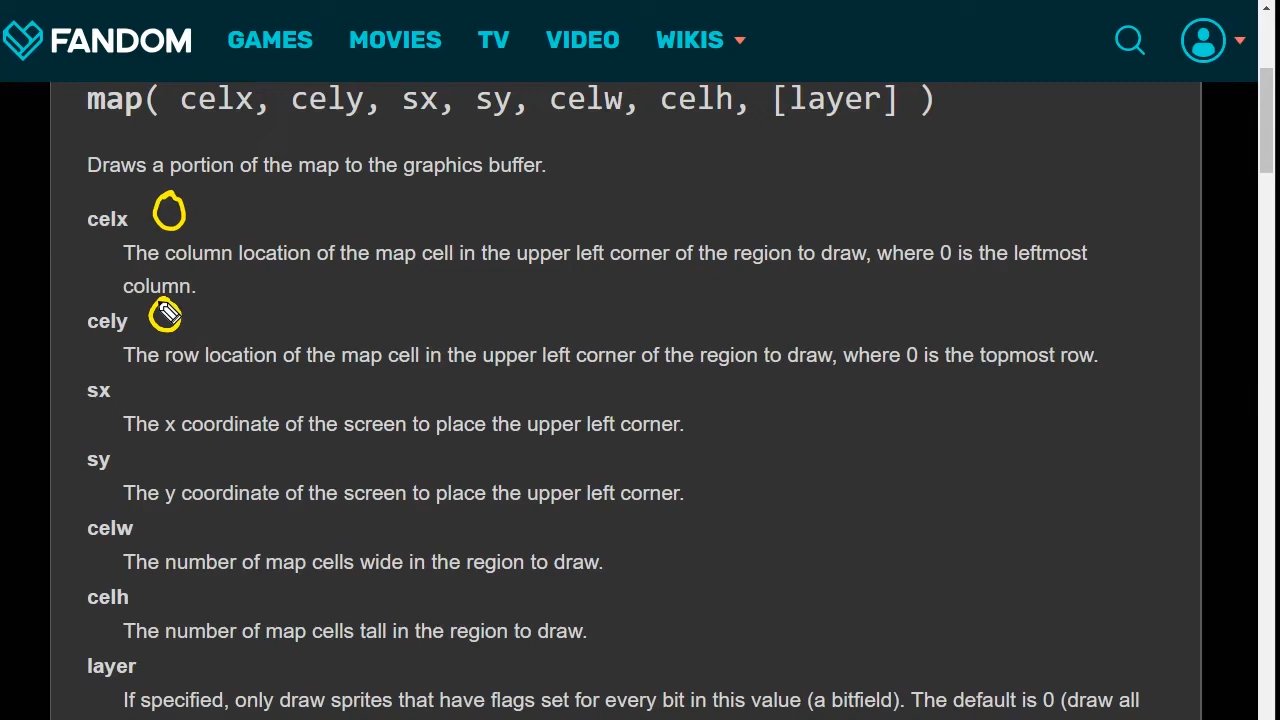 FANDOM GAMES MOVIES TV VIDEO WIKIS
map( celx, cely, sx, sy, celw, celh, [layer] )
Draws a portion of the map to the graphics buffer.
celx 0
The column location of the map cell in the upper left corner of the region to draw, where 0 is the leftmost
column.
cely 0
The row location of the map cell in the upper left corner of the region to draw, where 0 is the topmost row.
sx
The x coordinate of the screen to place the upper left corner.
sy
The y coordinate of the screen to place the upper left corner.
celw
The number of map cells wide in the region to draw.
celh
The number of map cells tall in the region to draw.
layer
If specified, only draw sprites that have flags set for every bit in this value (a bitfield). The default is 0 (draw all